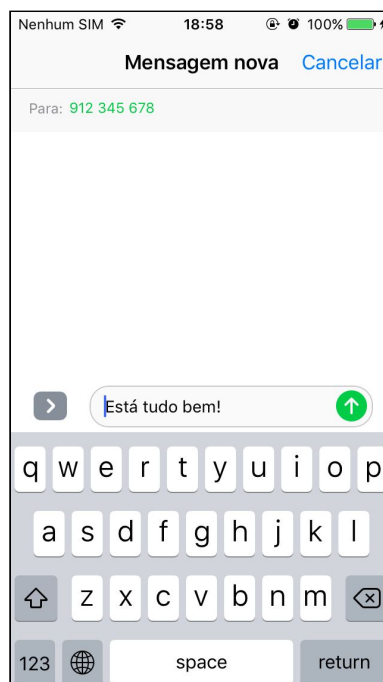 Nenhum SIM 18:58 100%
Mensagem nova Cancelar
Para: 912 345 678
Está tudo bem!
q w e r t y u i o p
a s d f g h j k l
z x c v b n m
123 space return